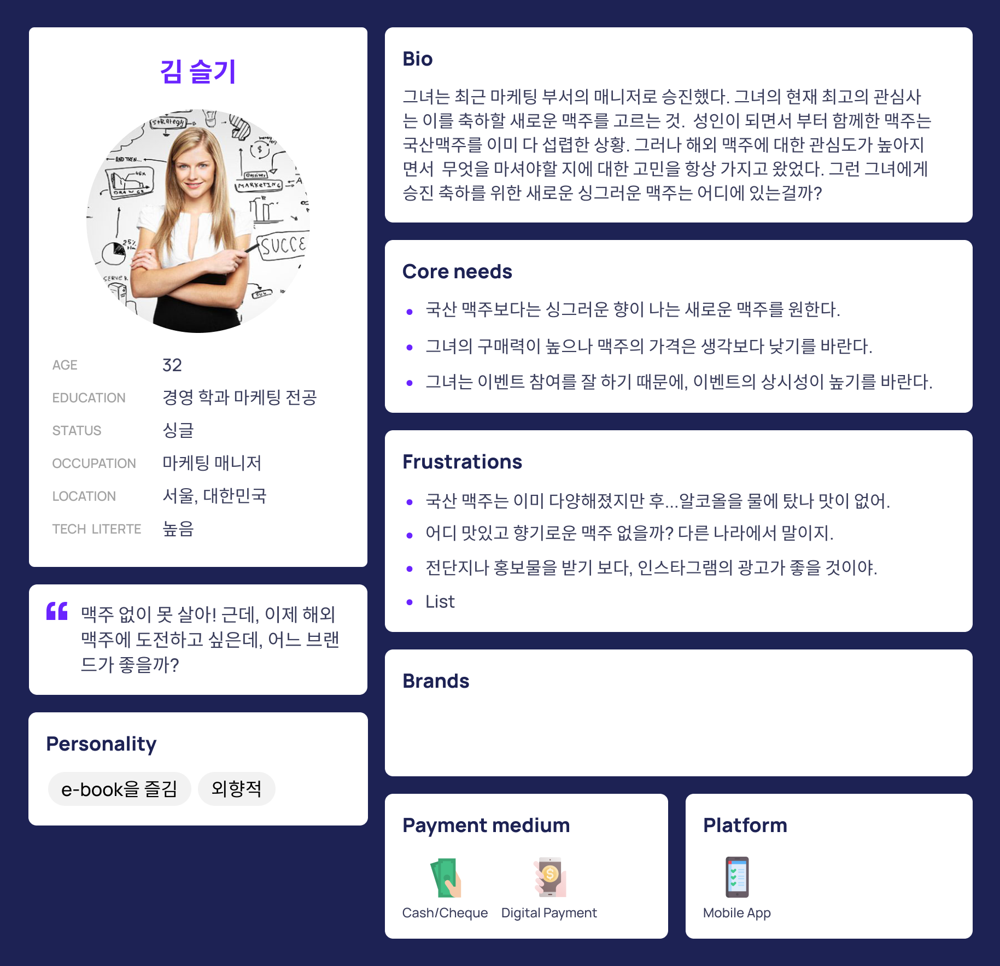 김 슬기
strategy
AND THEN...
46%
MARKETING
25%
SERVER
SUCCE
AGE 32
EDUCATION 경영 학과 마케팅 전공
STATUS 싱글
OCCUPATION 마케팅 매니저
LOCATION 서울, 대한민국
TECH LITERTE 높음
맥주 없이 못 살아! 근데, 이제 해외
맥주에 도전하고 싶은데, 어느 브랜
드가 좋을까?
Personality
e-book을 즐김 외향적
Bio
그녀는 최근 마케팅 부서의 매니저로 승진했다. 그녀의 현재 최고의 관심사
는 이를 축하할 새로운 맥주를 고르는 것. 성인이 되면서 부터 함께한 맥주는
국산맥주를 이미 다 섭렵한 상황. 그러나 해외 맥주에 대한 관심도가 높아지
면서 무엇을 마셔야할 지에 대한 고민을 항상 가지고 왔었다. 그런 그녀에게
승진 축하를 위한 새로운 싱그러운 맥주는 어디에 있는걸까?
Core needs
국산 맥주보다는 싱그러운 향이 나는 새로운 맥주를 원한다.
그녀의 구매력이 높으나 맥주의 가격은 생각보다 낮기를 바란다.
그녀는 이벤트 참여를 잘 하기 때문에, 이벤트의 상시성이 높기를 바란다.
Frustrations
국산 맥주는 이미 다양해졌지만 후...알코올을 물에 탔나 맛이 없어.
어디 맛있고 향기로운 맥주 없을까? 다른 나라에서 말이지.
전단지나 홍보물을 받기 보다, 인스타그램의 광고가 좋을 것이야.
List
Brands
Payment medium
Cash/Cheque Digital Payment
Platform
Mobile App